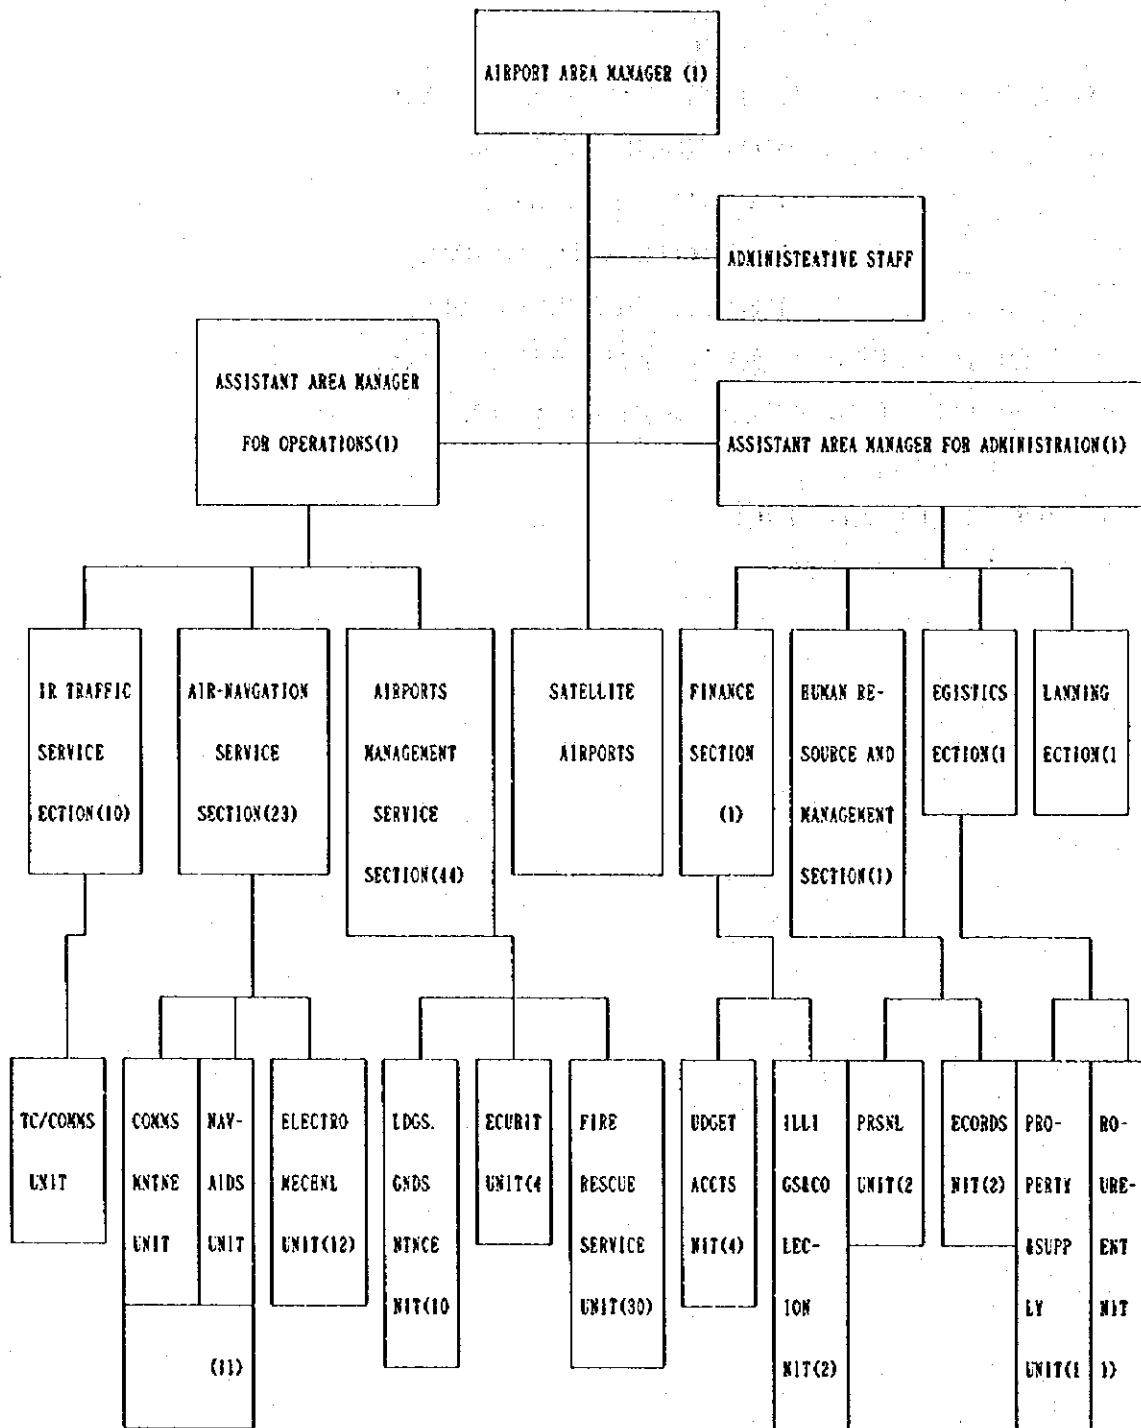 AIRPORT AREA MANAGER (1)
ADMINISTEATIVE STAFF
ASSISTANT AREA MANAGER
FOR OPERATIONS(1)
ASSISTANT AREA MANAGER FOR ADMINISTRAION(1)
IR TRAFFIC
SERVICE
ECTION(10)
AIR-NAVGATION
SERVICE
SECTION(23)
AIRPORTS
MANAGEMENT
SERVICE
SECTION(44)
SATELLITE
AIRPORTS
FINANCE
SECTION
(1)
HUMAN RE-
SOURCE AND
MANAGEMENT
SECTION(1)
EGISTICS
ECTION(1
LANNING
ECTION(1
TC/COMMS
UNIT
COMMS
MNTNE
UNIT
NAV-
AIDS
UNIT
(11)
ELECTRO
MECHNL
UNIT(12)
LDGS.
GNDS
NTNCE
NIT(10
ECURIT
UNIT(4
FIRE
RESCUE
SERVICE
UNIT(30)
UDGET
ACCTS
NIT(4)
ILLI
GS&CO
LEC-
ION
NIT(2)
PRSNL
UNIT(2
ECORDS
NIT(2)
PRO-
PERTY
&SUPP
LY
UNIT(1
RO-
URE-
ENT
NIT
1)